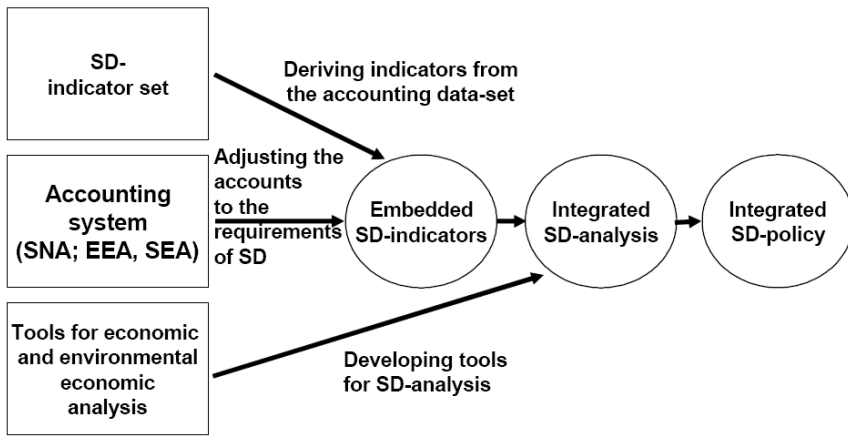 SD-
indicator set
Deriving indicators from
the accounting data-set
Accounting
system
(SNA; EEA, SEA)
Adjusting the
accounts
to the
requirements
of SD
Embedded
SD-indicators
Integrated
SD-analysis
Integrated
SD-policy
Tools for economic
and environmental
economic
analysis
Developing tools
for SD-analysis